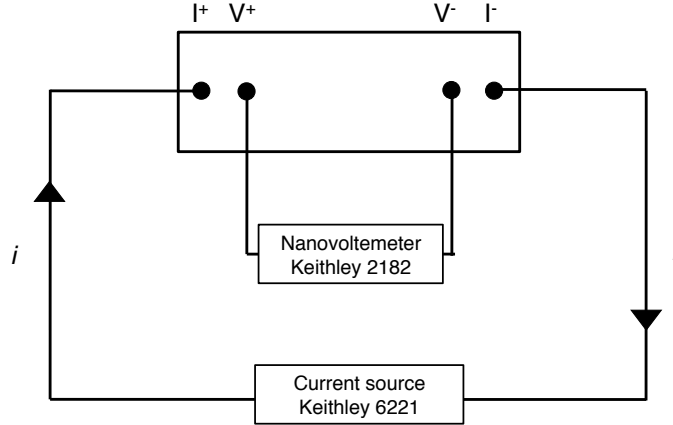 I+ V+ V- I-
i
Nanovoltemeter
Keithley 2182
Current source
Keithley 6221